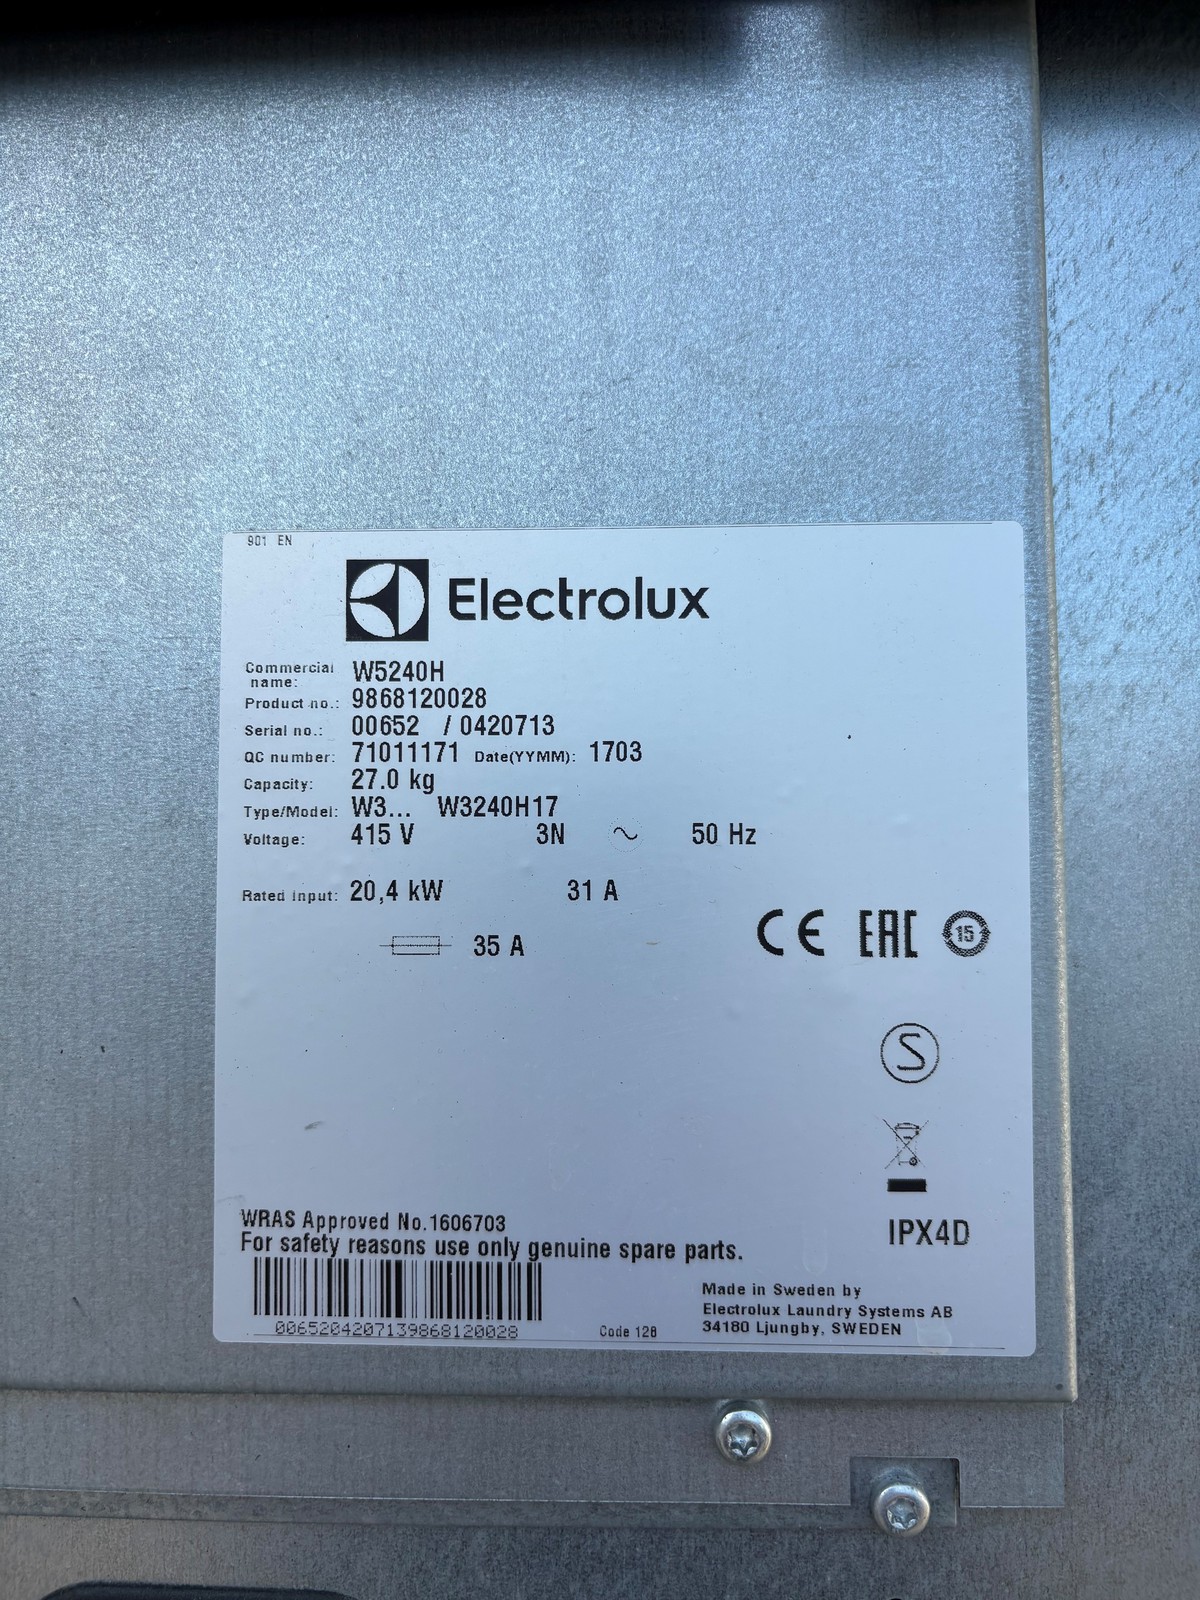 901 EN
Electrolux
Commercial name: W5240H
Product no.: 9868120028
Serial no.: 00652 / 0420713
QC number: 71011171 Date(YYMM): 1703
Capacity: 27.0 kg
Type/Model: W3... W3240H17
Voltage: 415 V 3N ~ 50 Hz
Rated input: 20,4 kW 31 A
35 A
CE EAC 15
S
IPX4D
WRAS Approved No.1606703
For safety reasons use only genuine spare parts.
0065204207139868120028
Code 128
Made in Sweden by
Electrolux Laundry Systems AB
34180 Ljungby, SWEDEN